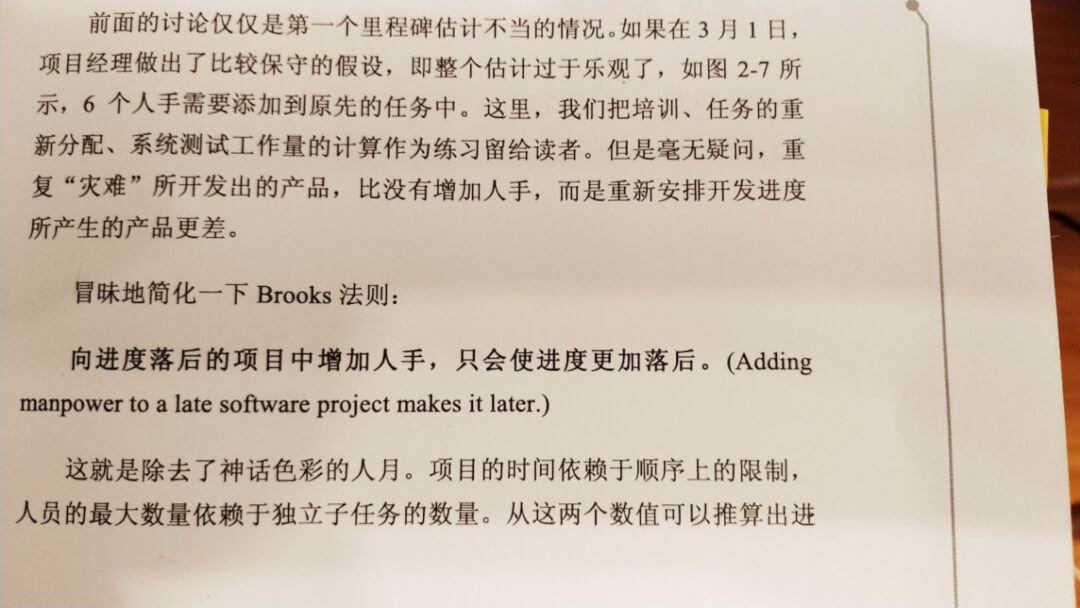 前面的讨论仅仅是第一个里程碑估计不当的情况。如果在 3 月 1 日，
项目经理做出了比较保守的假设，即整个估计过于乐观了，如图 2-7 所
示，6 个人手需要添加到原先的任务中。这里，我们把培训、任务的重
新分配、系统测试工作量的计算作为练习留给读者。但是毫无疑问，重
复“灾难”所开发出的产品，比没有增加人手，而是重新安排开发进度
所产生的产品更差。
冒昧地简化一下 Brooks 法则：
向进度落后的项目中增加人手，只会使进度更加落后。(Adding
manpower to a late software project makes it later.)
这就是除去了神话色彩的人月。项目的时间依赖于顺序上的限制，
人员的最大数量依赖于独立子任务的数量。从这两个数值可以推算出进